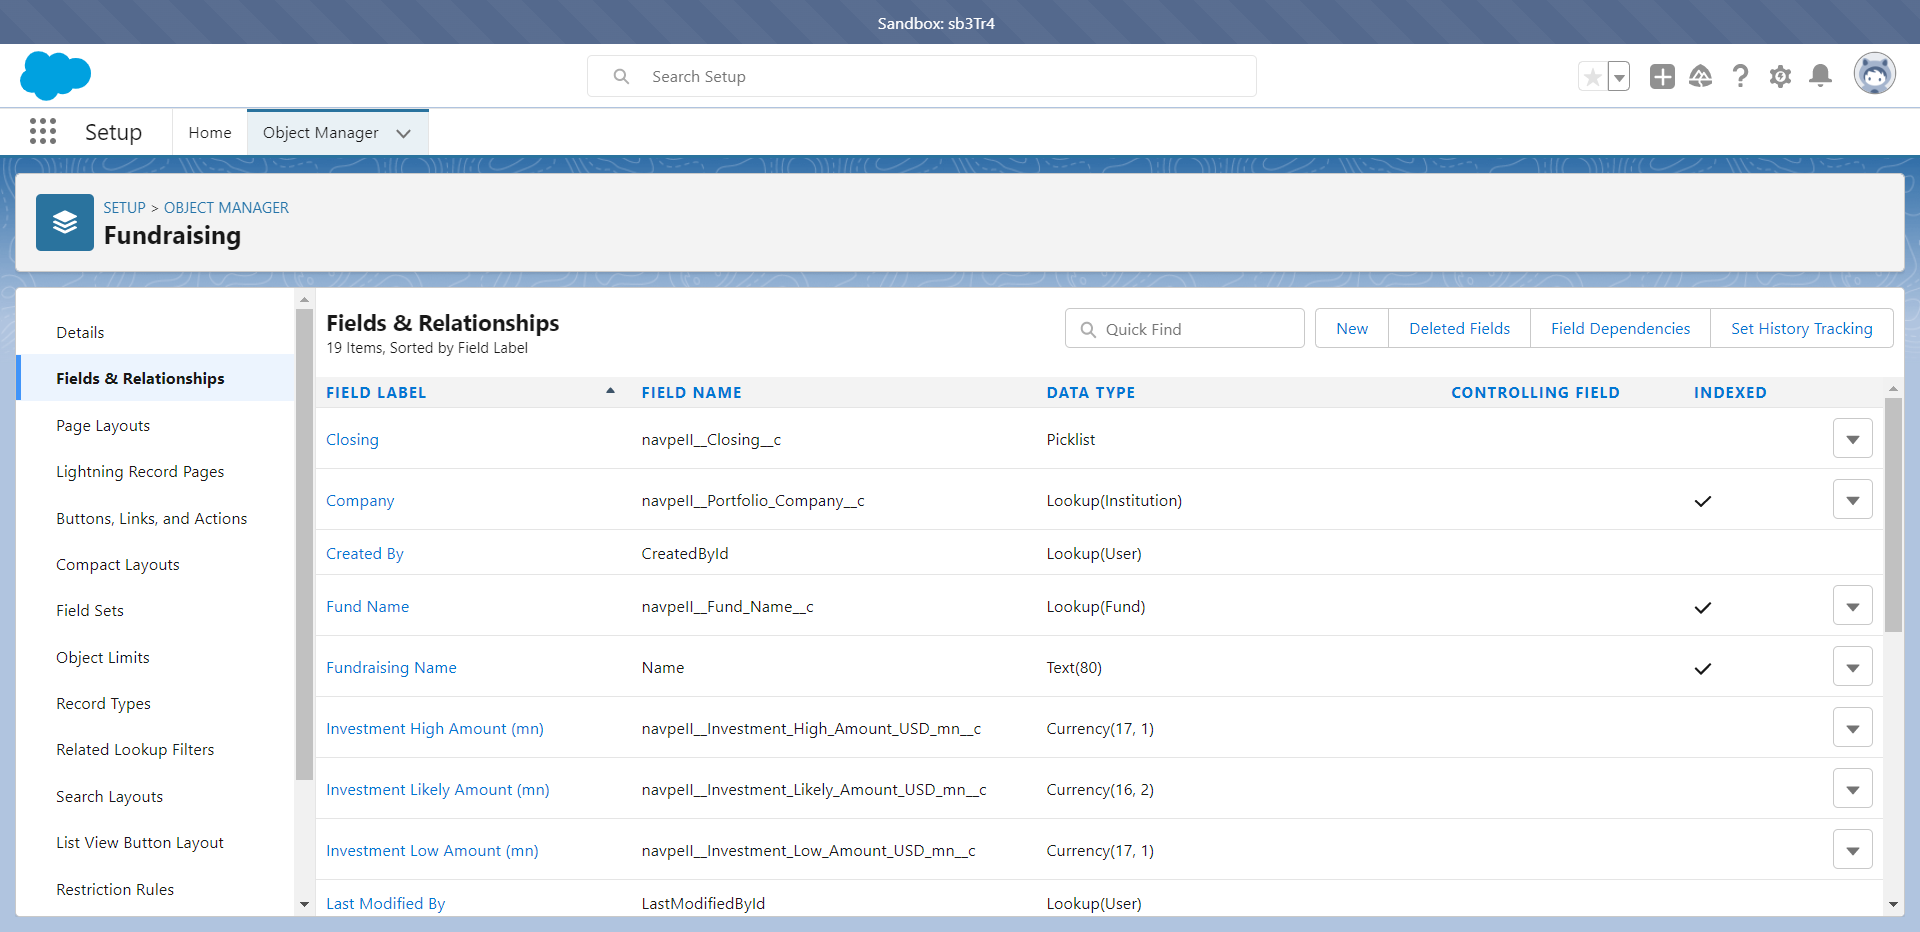 Sandbox: sb3Tr4
Search Setup
Setup
Home
Object Manager
SETUP > OBJECT MANAGER
Fundraising
Details
Fields & Relationships
Page Layouts
Lightning Record Pages
Buttons, Links, and Actions
Compact Layouts
Field Sets
Object Limits
Record Types
Related Lookup Filters
Search Layouts
List View Button Layout
Restriction Rules
Fields & Relationships
19 Items, Sorted by Field Label
Quick Find
New
Deleted Fields
Field Dependencies
Set History Tracking
FIELD LABEL FIELD NAME DATA TYPE CONTROLLING FIELD INDEXED
Closing navpeII__Closing__c Picklist
Company navpeII__Portfolio_Company__c Lookup(Institution)
Created By CreatedById Lookup(User)
Fund Name navpeII__Fund_Name__c Lookup(Fund)
Fundraising Name Name Text(80)
Investment High Amount (mn) navpeII__Investment_High_Amount_USD_mn__c Currency(17, 1)
Investment Likely Amount (mn) navpeII__Investment_Likely_Amount_USD_mn__c Currency(16, 2)
Investment Low Amount (mn) navpeII__Investment_Low_Amount_USD_mn__c Currency(17, 1)
Last Modified By LastModifiedById Lookup(User)